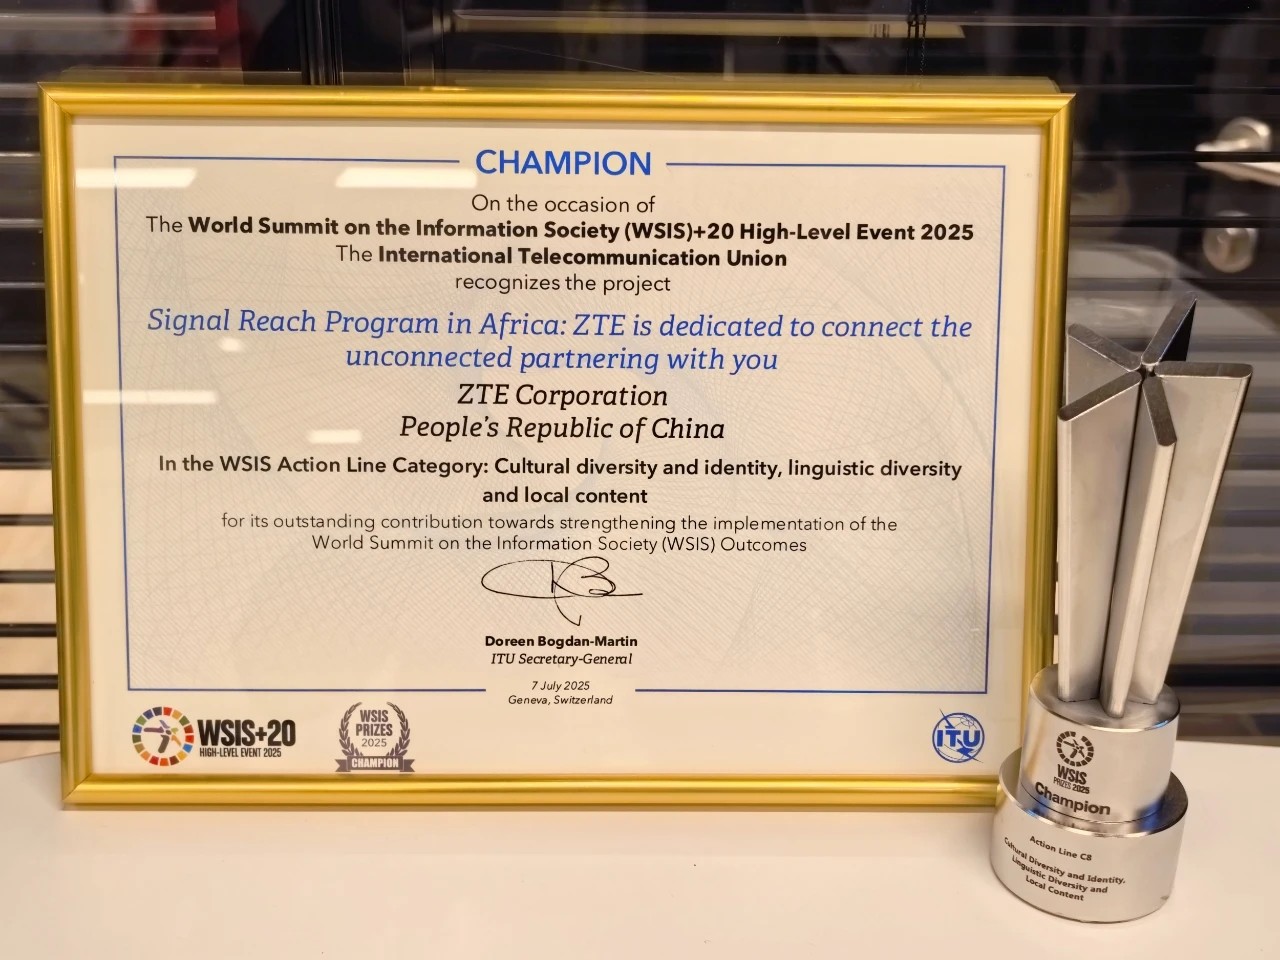 CHAMPION
On the occasion of
The World Summit on the Information Society (WSIS)+20 High-Level Event 2025
The International Telecommunication Union
recognizes the project
Signal Reach Program in Africa: ZTE is dedicated to connect the
unconnected partnering with you
ZTE Corporation
People's Republic of China
In the WSIS Action Line Category: Cultural diversity and identity, linguistic diversity
and local content
for its outstanding contribution towards strengthening the implementation of the
World Summit on the Information Society (WSIS) Outcomes
Doreen Bogdan-Martin
ITU Secretary-General
7 July 2025
Geneva, Switzerland
WSIS+20
HIGH-LEVEL EVENT 2025
WSIS
PRIZES
2025
CHAMPION
ITU
WSIS
PRIZES 2025
Champion
Action Line C8
Cultural Diversity and Identity,
Linguistic Diversity and
Local Content